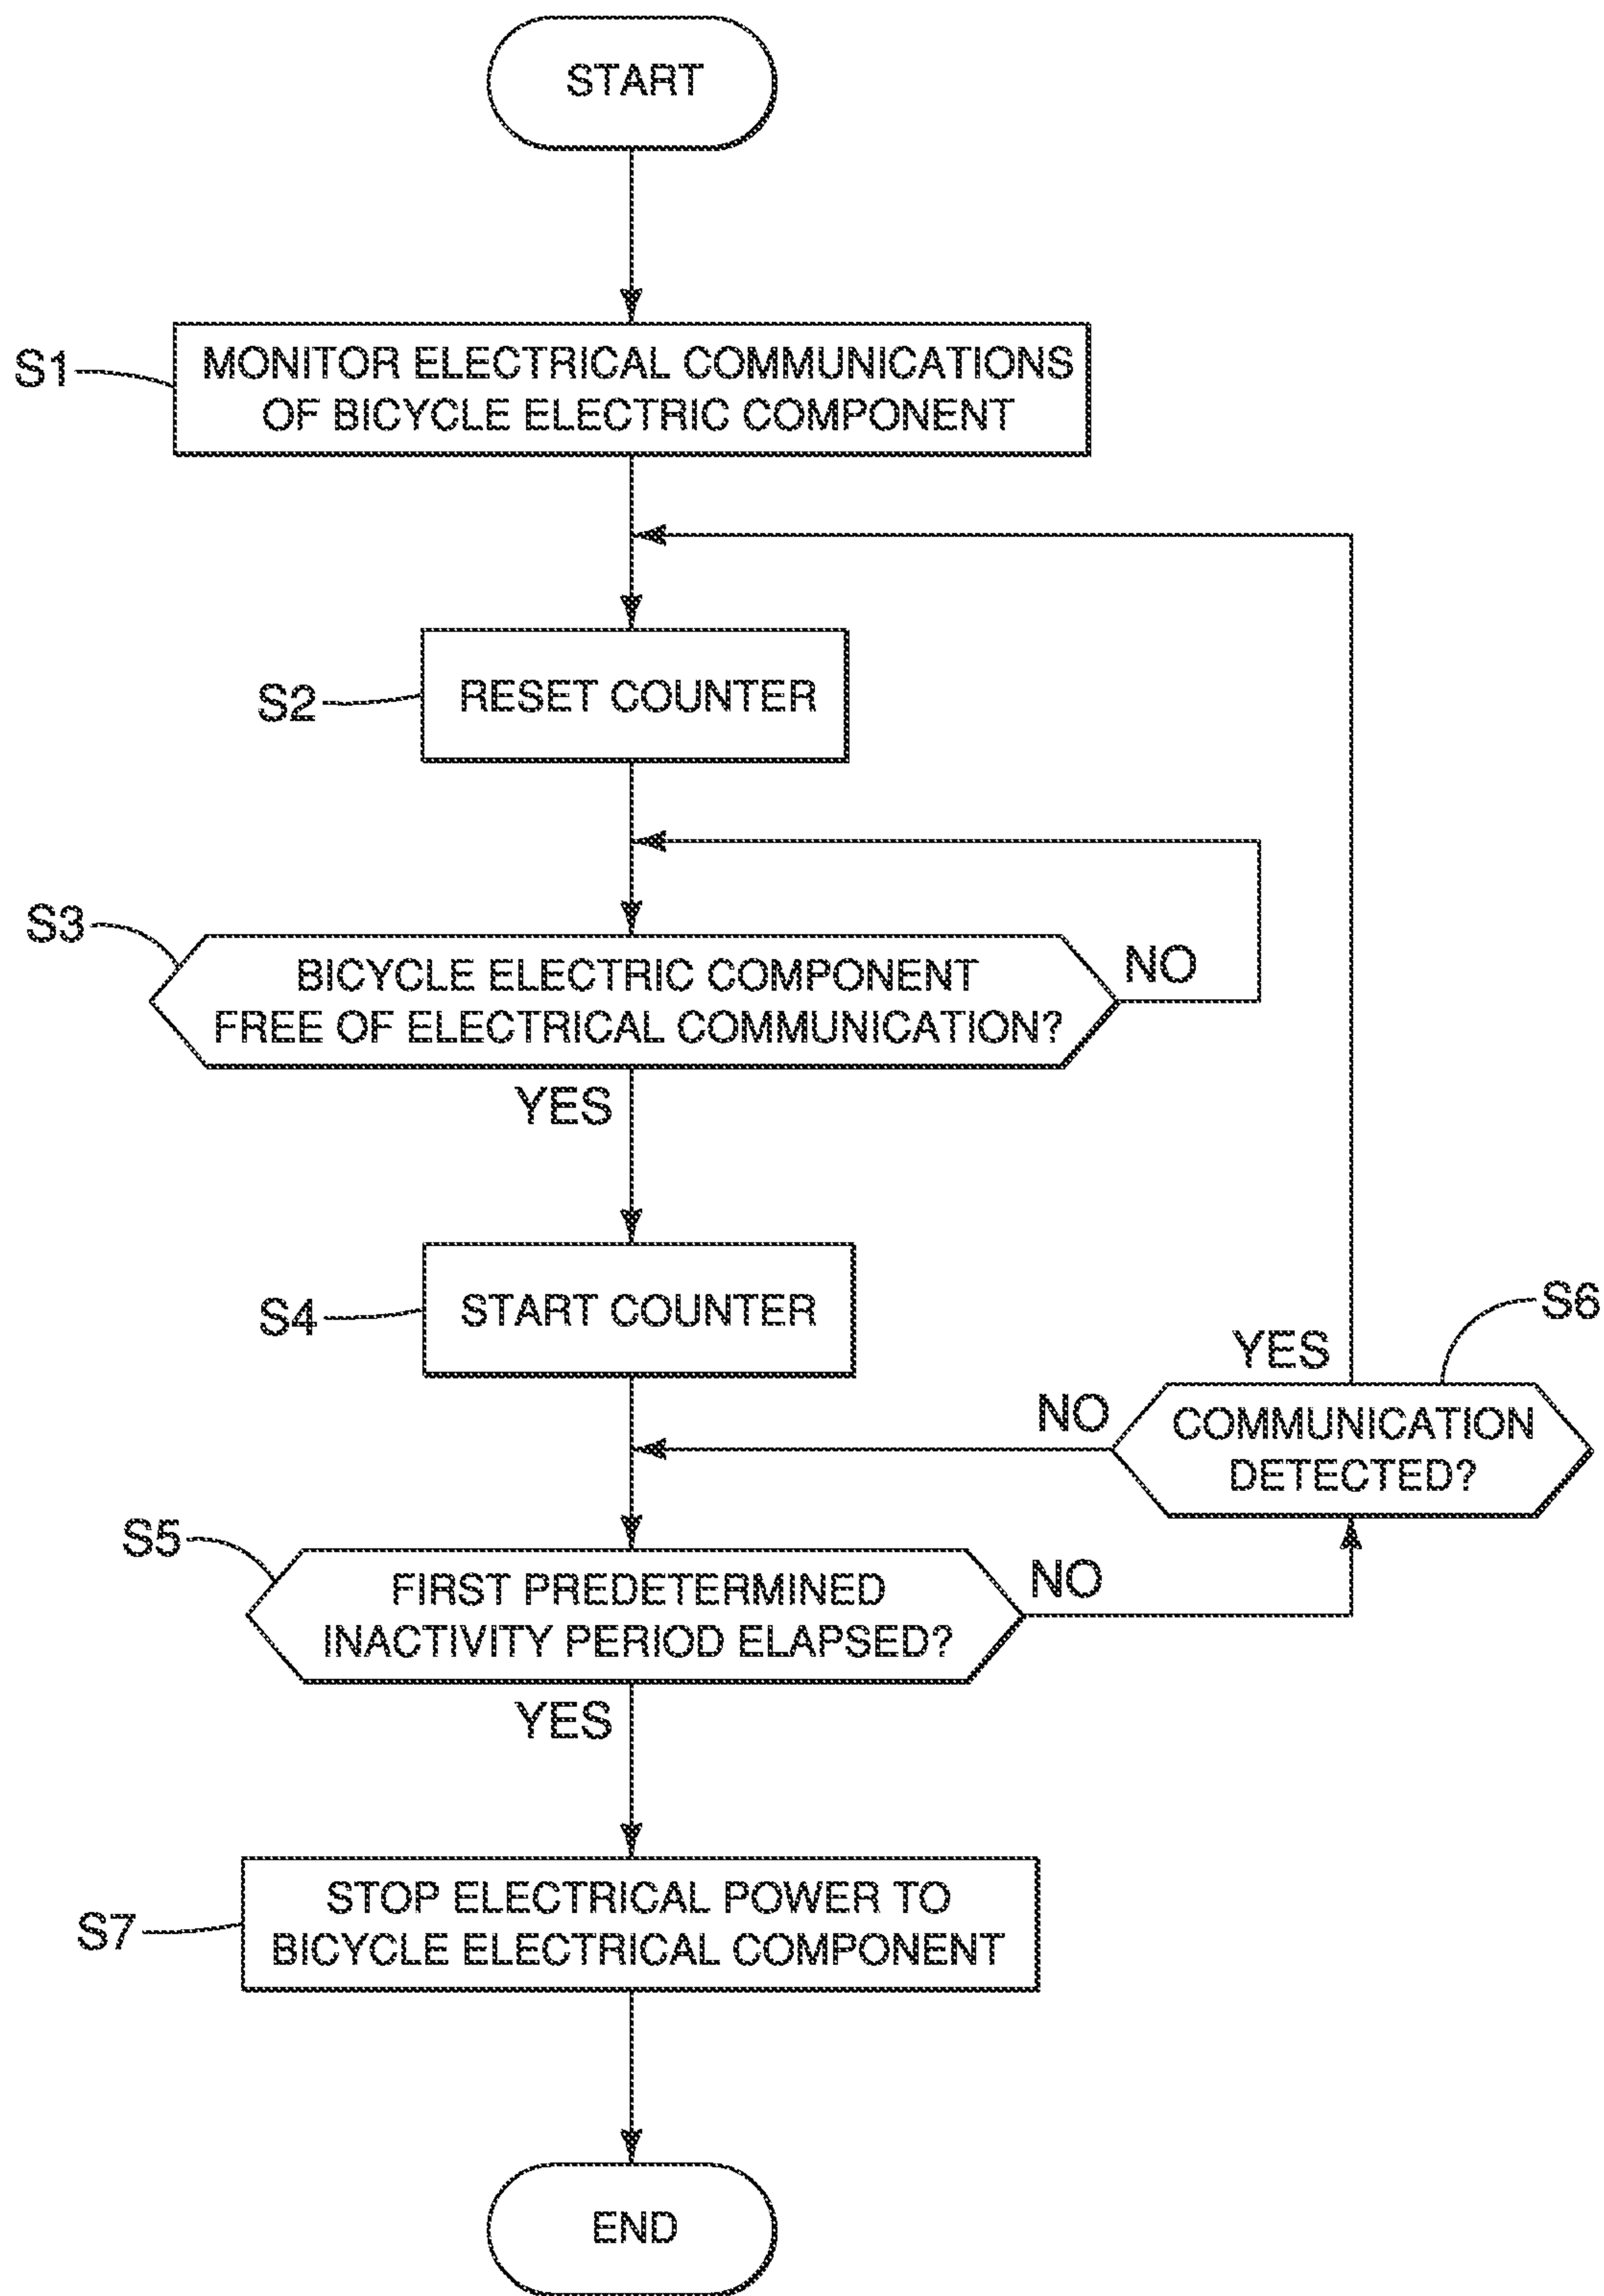 START
S1
MONITOR ELECTRICAL COMMUNICATIONS
OF BICYCLE ELECTRIC COMPONENT
S2
RESET COUNTER
S3
BICYCLE ELECTRIC COMPONENT
FREE OF ELECTRICAL COMMUNICATION?
NO
YES
S4
START COUNTER
S6
YES
NO
COMMUNICATION
DETECTED?
S5
FIRST PREDETERMINED
INACTIVITY PERIOD ELAPSED?
NO
YES
S7
STOP ELECTRICAL POWER TO
BICYCLE ELECTRICAL COMPONENT
END